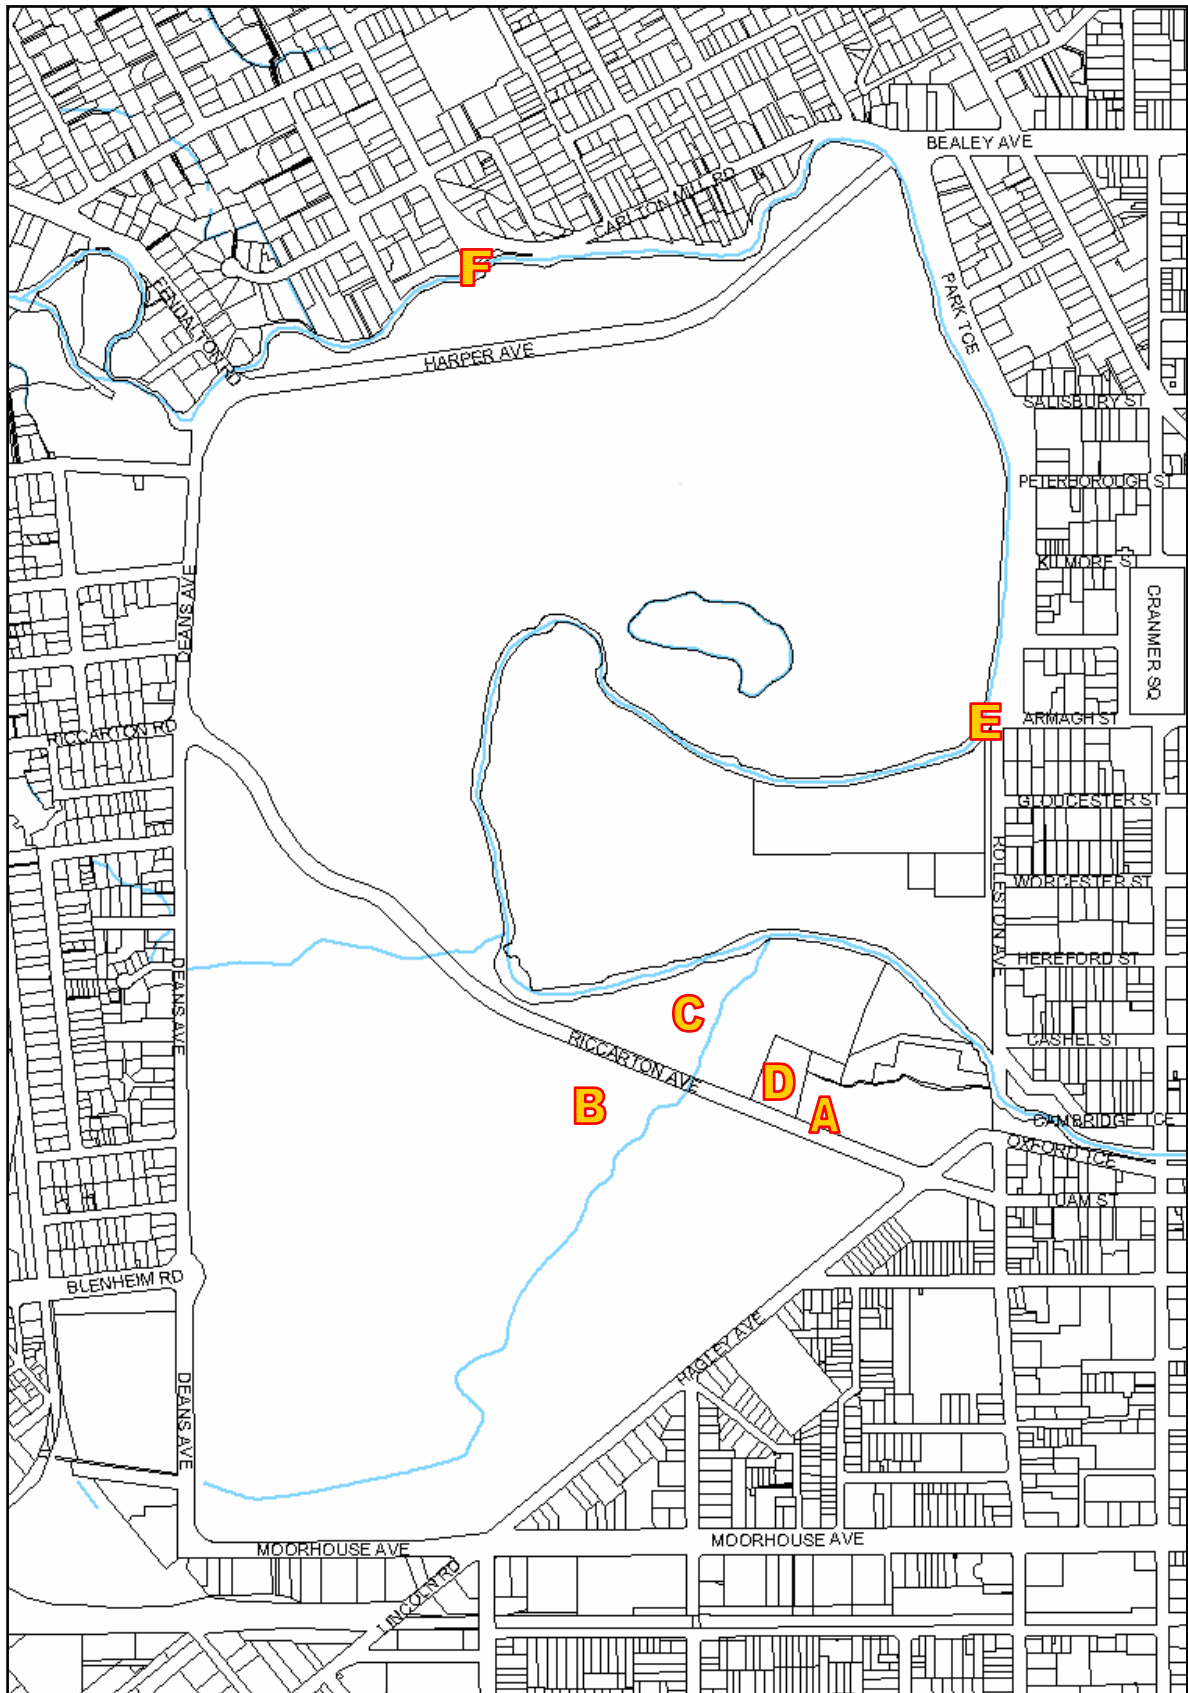 BEALEY AVE
CARLTON MILL RD
F
FENDALTON RD
PARK TCE
HARPER AVE
SALISBURY ST
PETERBOROUGH ST
KILMORE ST
DEANS AVE
CRANMER SQ
RICCARTON RD
E
ARMAGH ST
GLOUCESTER ST
ROLLESTON AVE
WORCESTER ST
HEREFORD ST
DEANS AVE
C
RICCARTON AVE
CASHEL ST
D
B
A
CAMBRIDGE TCE
OXFORD TCE
TUAM ST
BLENHEIM RD
HAGLEY AVE
DEANS AVE
MOORHOUSE AVE
MOORHOUSE AVE
LINCOLN RD